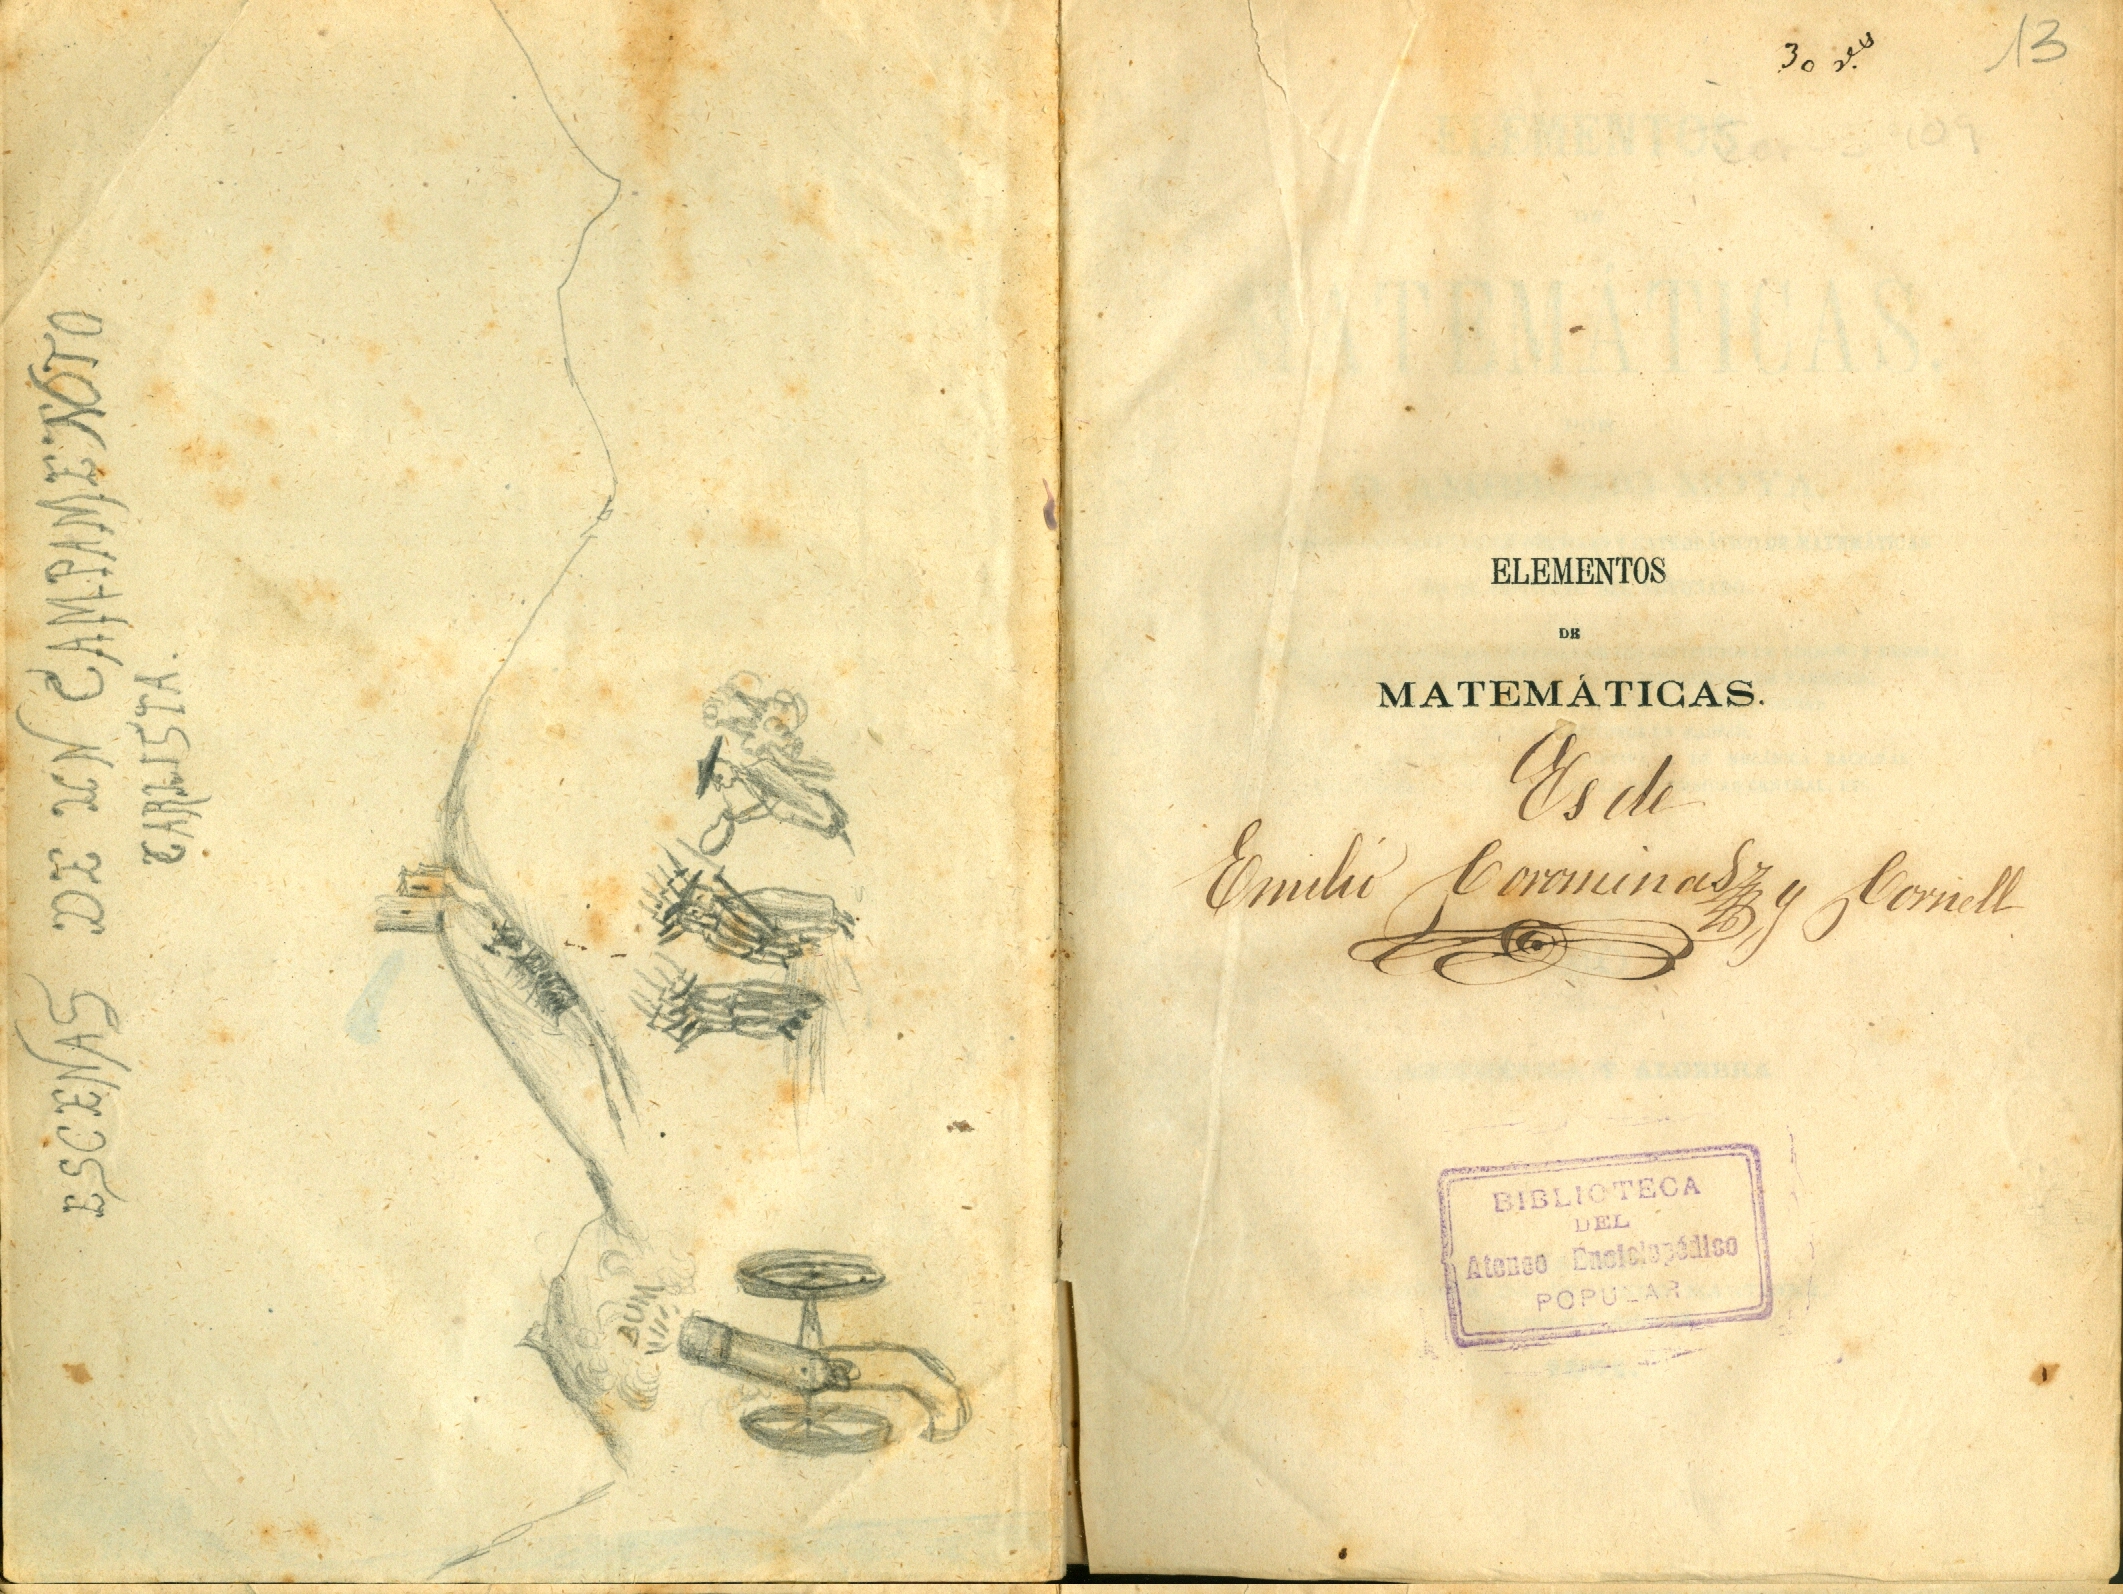 ESCENAS DE UN CAMPAMENTO
CARLISTA.
BUM
30 rs
13
ELEMENTOS
DE
MATEMÁTICAS.
Es de
Emilio Corominas y Cornell
BIBLIOTECA
DEL
Ateneo Enciclopédico
POPULAR